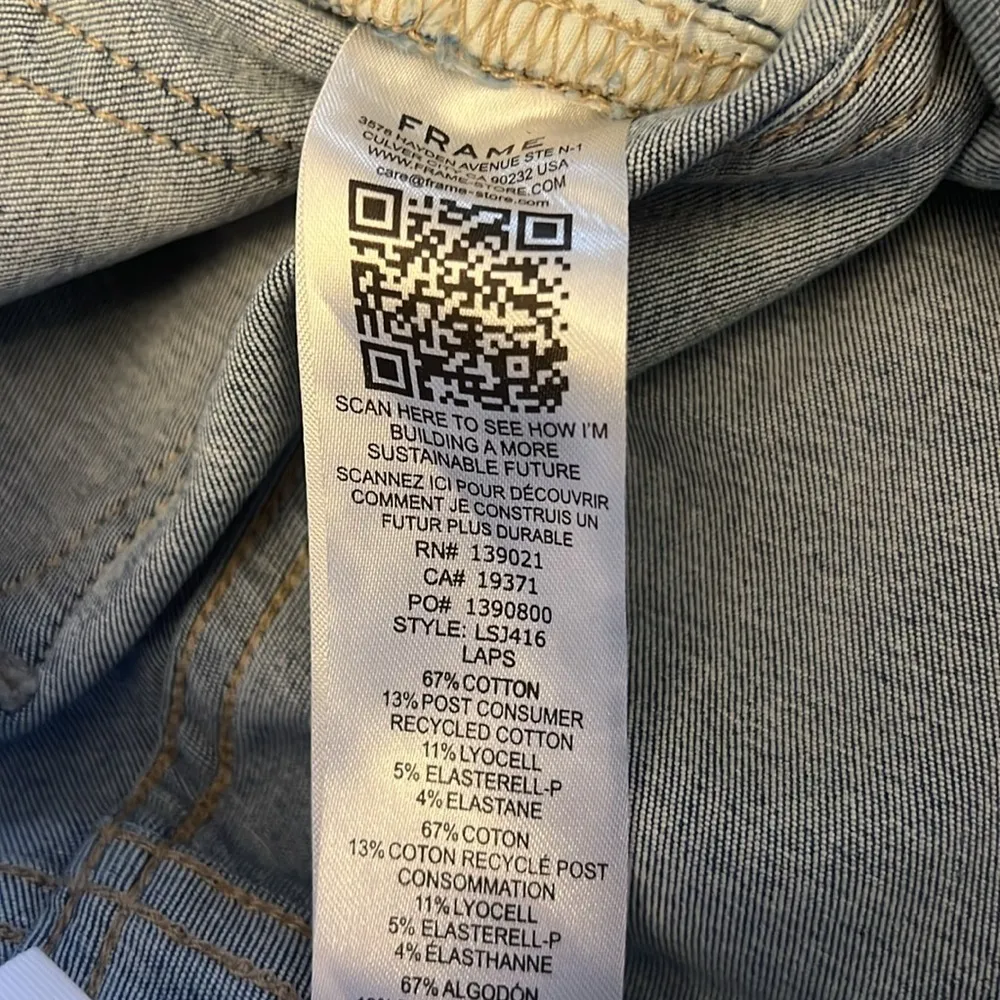 FRAME
3578 HAYDEN AVENUE STE N-1
CULVER CITY, CA 90232 USA
WWW.FRAME-STORE.COM
care@frame-store.com
SCAN HERE TO SEE HOW I'M
BUILDING A MORE
SUSTAINABLE FUTURE
SCANNEZ ICI POUR DÉCOUVRIR
COMMENT JE CONSTRUIS UN
FUTUR PLUS DURABLE
RN# 139021
CA# 19371
PO# 1390800
STYLE: LSJ416
LAPS
67% COTTON
13% POST CONSUMER
RECYCLED COTTON
11% LYOCELL
5% ELASTERELL-P
4% ELASTANE
67% COTON
13% COTON RECYCLÉ POST
CONSOMMATION
11% LYOCELL
5% ELASTERELL-P
4% ÉLASTHANNE
67% ALGODÓN